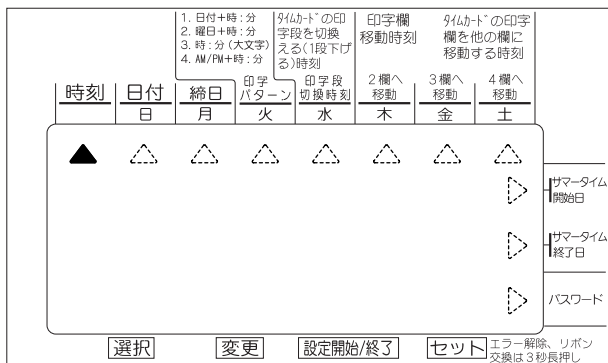 1. 日付+時:分
2. 曜日+時:分
3. 時:分(大文字)
4. AM/PM+時:分
タイムカードの印
字段を切換
える(1段下げ
る)時刻
印字欄
移動時刻
タイムカードの印字
欄を他の欄に
移動する時刻
時刻
日付
日
締日
月
印字
パターン
火
印字段
切換時刻
水
2欄へ
移動
木
3欄へ
移動
金
4欄へ
移動
土
サマータイム
開始日
サマータイム
終了日
パスワード
選択
変更
設定開始/終了
セット
エラー解除、リボン
交換は3秒長押し